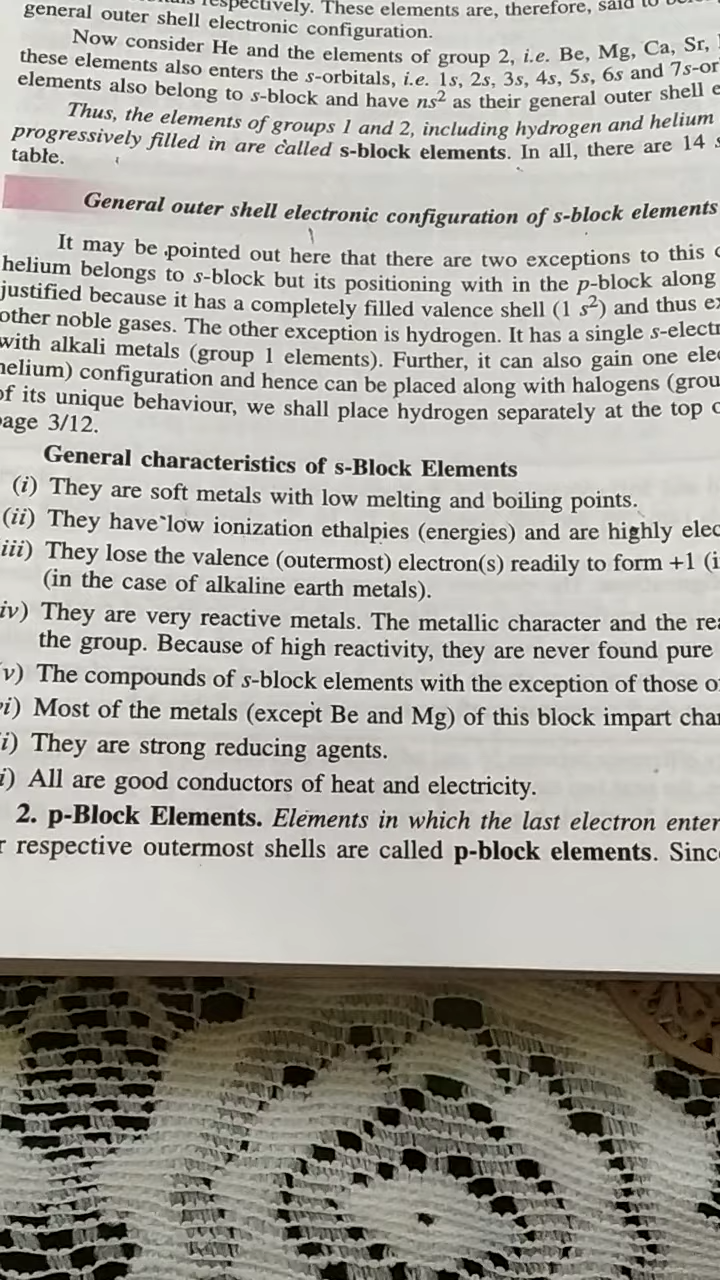 respectively. These elements are, therefore, said to
general outer shell electronic configuration.
Now consider He and the elements of group 2, i.e. Be, Mg, Ca, Sr,
these elements also enters the s-orbitals, i.e. 1s, 2s, 3s, 4s, 5s, 6s and 7s-or
elements also belong to s-block and have ns² as their general outer shell e
Thus, the elements of groups 1 and 2, including hydrogen and helium
progressively filled in are called s-block elements. In all, there are 14 s
table.
General outer shell electronic configuration of s-block elements
It may be pointed out here that there are two exceptions to this c
helium belongs to s-block but its positioning with in the p-block along
justified because it has a completely filled valence shell (1 s²) and thus ex
other noble gases. The other exception is hydrogen. It has a single s-electr
with alkali metals (group 1 elements). Further, it can also gain one elec
helium) configuration and hence can be placed along with halogens (grou
of its unique behaviour, we shall place hydrogen separately at the top o
page 3/12.
General characteristics of s-Block Elements
(i) They are soft metals with low melting and boiling points.
(ii) They have low ionization ethalpies (energies) and are highly elec
iii) They lose the valence (outermost) electron(s) readily to form +1 (i
(in the case of alkaline earth metals).
iv) They are very reactive metals. The metallic character and the rea
the group. Because of high reactivity, they are never found pure
v) The compounds of s-block elements with the exception of those o
i) Most of the metals (except Be and Mg) of this block impart char
i) They are strong reducing agents.
i) All are good conductors of heat and electricity.
2. p-Block Elements. Elements in which the last electron enter
r respective outermost shells are called p-block elements. Since